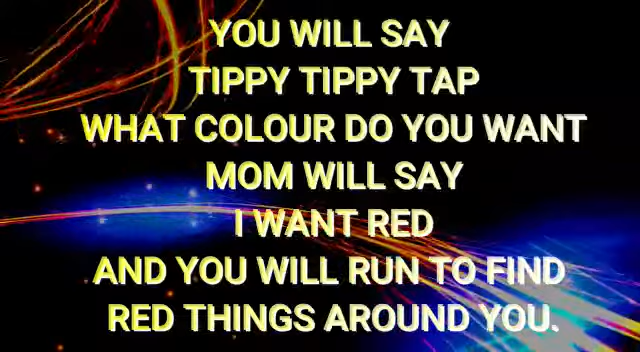 YOU WILL SAY
TIPPY TIPPY TAP
WHAT COLOUR DO YOU WANT
MOM WILL SAY
I WANT RED
AND YOU WILL RUN TO FIND
RED THINGS AROUND YOU.